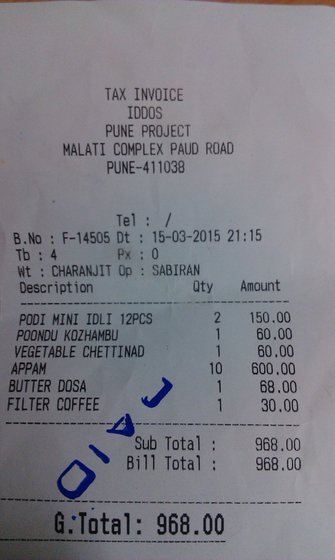 TAX INVOICE
IDDOS
PUNE PROJECT
MALATI COMPLEX PAUD ROAD
PUNE-411038
Tel : /
B.No : F-14505 Dt : 15-03-2015 21:15
Tb : 4 Px : 0
Wt : CHARANJIT Op : SABIRAN
Description Qty Amount
PODI MINI IDLI 12PCS 2 150.00
POONDU KOZHAMBU 1 60.00
VEGETABLE CHETTINAD 1 60.00
APPAM 10 600.00
BUTTER DOSA 1 68.00
FILTER COFFEE 1 30.00
PAID
Sub Total : 968.00
Bill Total : 968.00
G.Total: 968.00